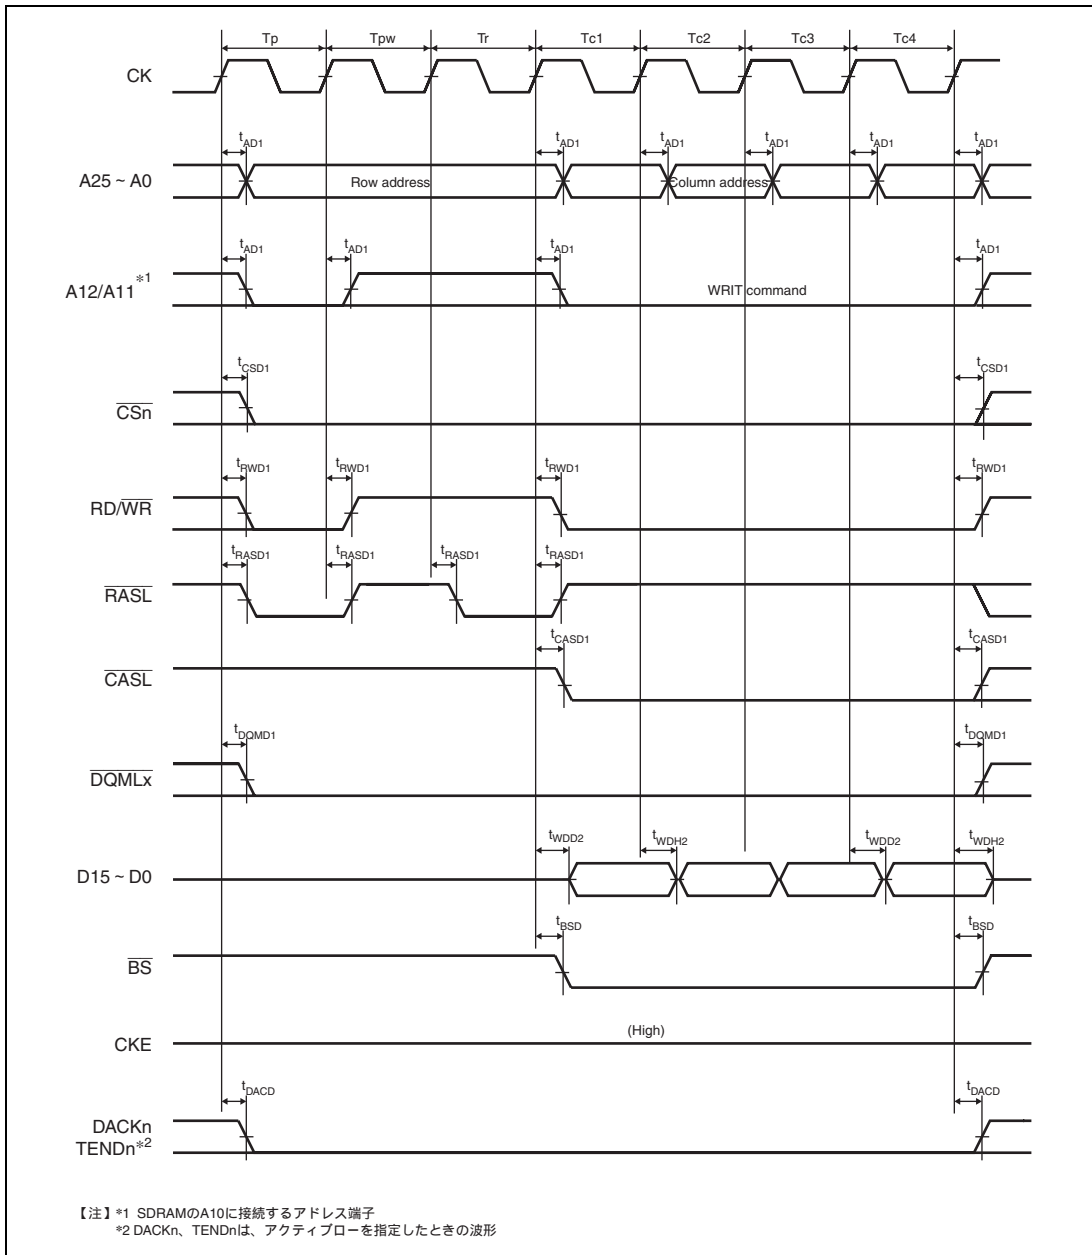 Tp Tpw Tr Tc1 Tc2 Tc3 Tc4
CK
tAD1 tAD1 tAD1 tAD1 tAD1 tAD1
A25 ~ A0 Row address Column address
tAD1 tAD1 tAD1 tAD1
A12/A11*1 WRIT command
tCSD1 tCSD1
CSn
tRWD1 tRWD1 tRWD1 tRWD1
RD/WR
tRASD1 tRASD1 tRASD1 tRASD1
RASL
tCASD1 tCASD1
CASL
tDQMD1 tDQMD1
DQMLx
tWDD2 tWDH2 tWDD2 tWDH2
D15 ~ D0
tBSD tBSD
BS
(High)
CKE
tDACD tDACD
DACKn
TENDn*2
【注】*1 SDRAMのA10に接続するアドレス端子
*2 DACKn、TENDnは、アクティブローを指定したときの波形